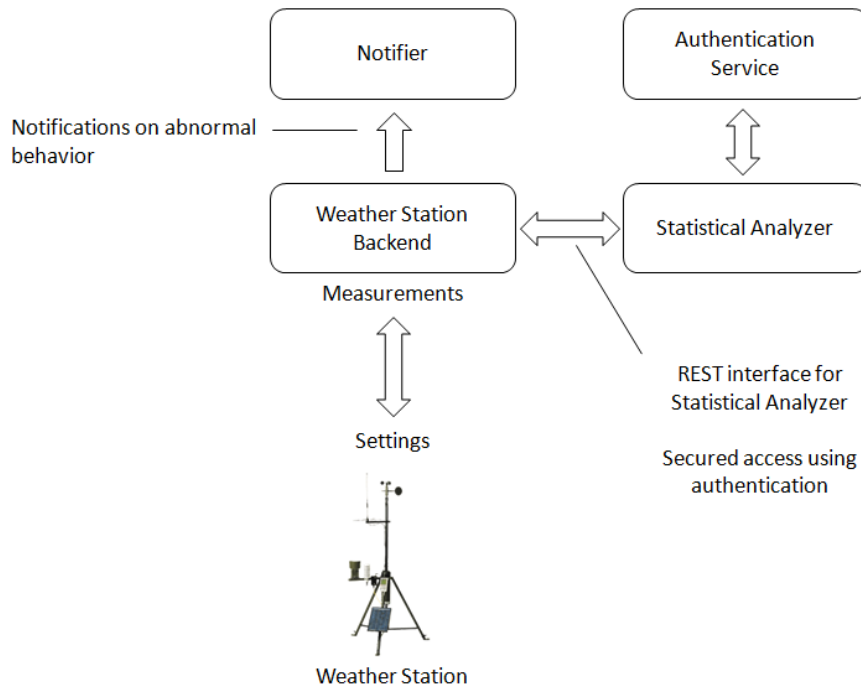 Notifier
Authentication
Service
Notifications on abnormal
behavior
Weather Station
Backend
Statistical Analyzer
Measurements
REST interface for
Statistical Analyzer
Settings
Secured access using
authentication
Weather Station